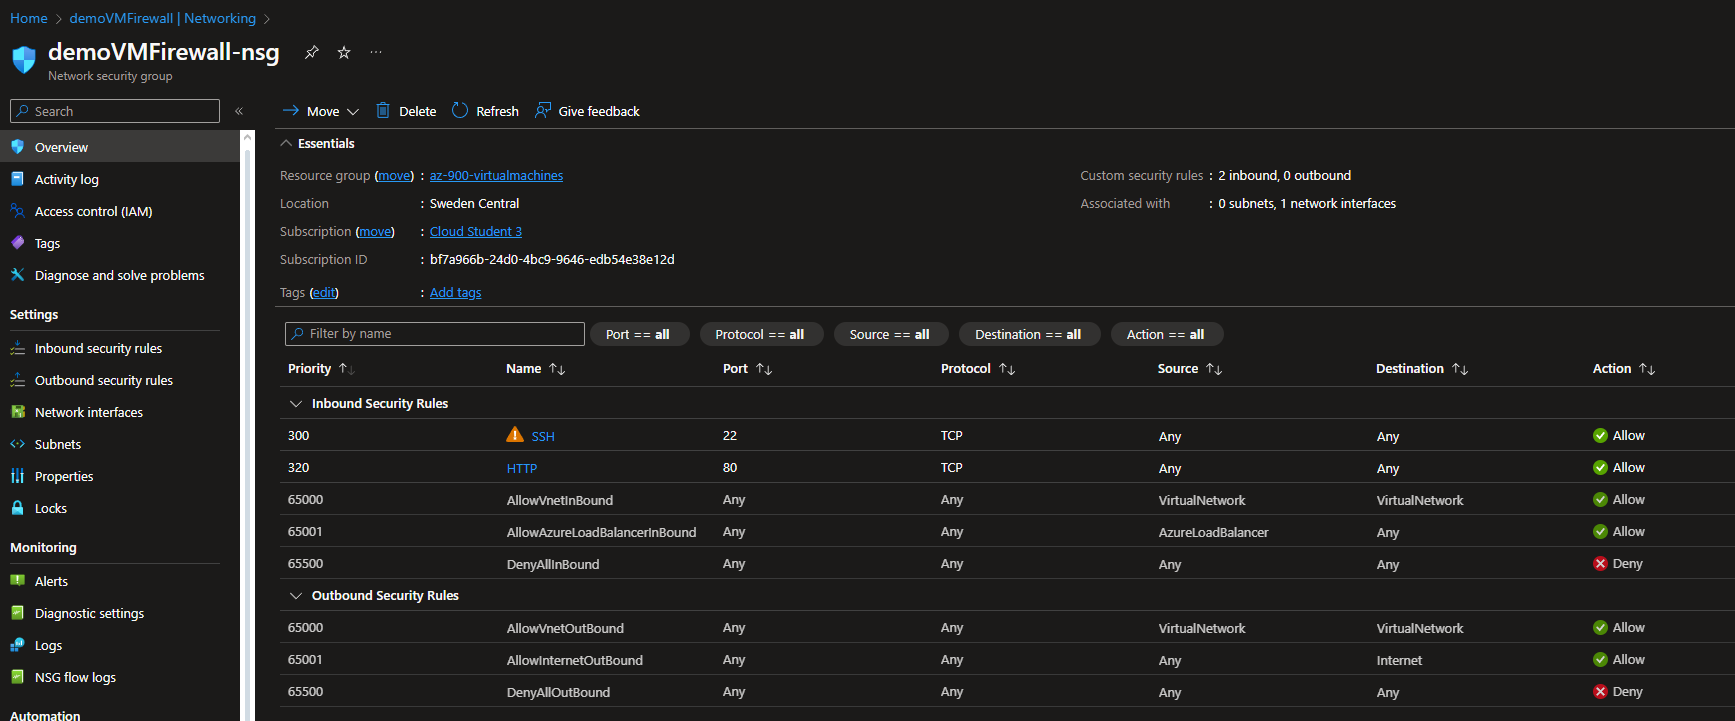 Home > demoVMFirewall | Networking >
demoVMFirewall-nsg
Network security group
Search
«
Overview
Activity log
Access control (IAM)
Tags
Diagnose and solve problems
Settings
Inbound security rules
Outbound security rules
Network interfaces
Subnets
Properties
Locks
Monitoring
Alerts
Diagnostic settings
Logs
NSG flow logs
Automation
Move Delete Refresh Give feedback
Essentials
Resource group (move) : az-900-virtualmachines
Location : Sweden Central
Subscription (move) : Cloud Student 3
Subscription ID : bf7a966b-24d0-4bc9-9646-edb54e38e12d
Tags (edit) : Add tags
Custom security rules : 2 inbound, 0 outbound
Associated with : 0 subnets, 1 network interfaces
Filter by name Port == all Protocol == all Source == all Destination == all Action == all
Priority Name Port Protocol Source Destination Action
Inbound Security Rules
300 SSH 22 TCP Any Any Allow
320 HTTP 80 TCP Any Any Allow
65000 AllowVnetInBound Any Any VirtualNetwork VirtualNetwork Allow
65001 AllowAzureLoadBalancerInBound Any Any AzureLoadBalancer Any Allow
65500 DenyAllInBound Any Any Any Any Deny
Outbound Security Rules
65000 AllowVnetOutBound Any Any VirtualNetwork VirtualNetwork Allow
65001 AllowInternetOutBound Any Any Any Internet Allow
65500 DenyAllOutBound Any Any Any Any Deny